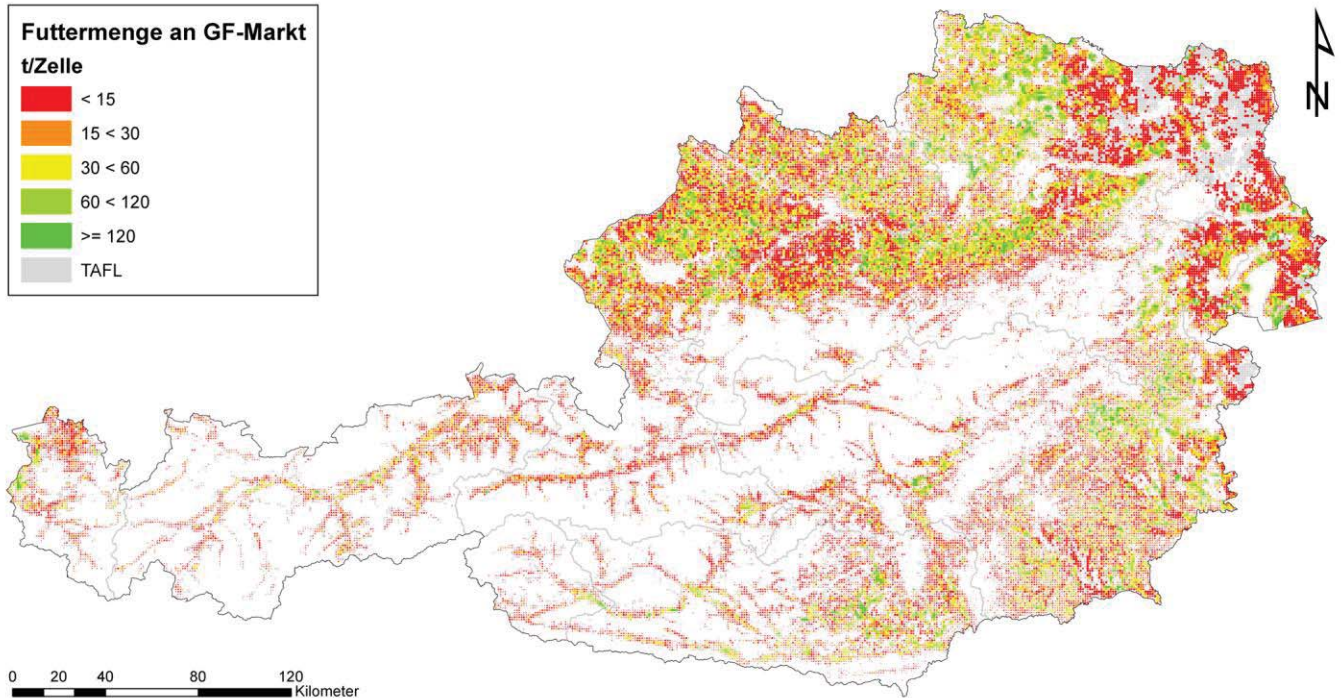 Futtermenge an GF-Markt
t/Zelle
< 15
15 < 30
30 < 60
60 < 120
>= 120
TAFL
N
0 20 40 80 120
Kilometer